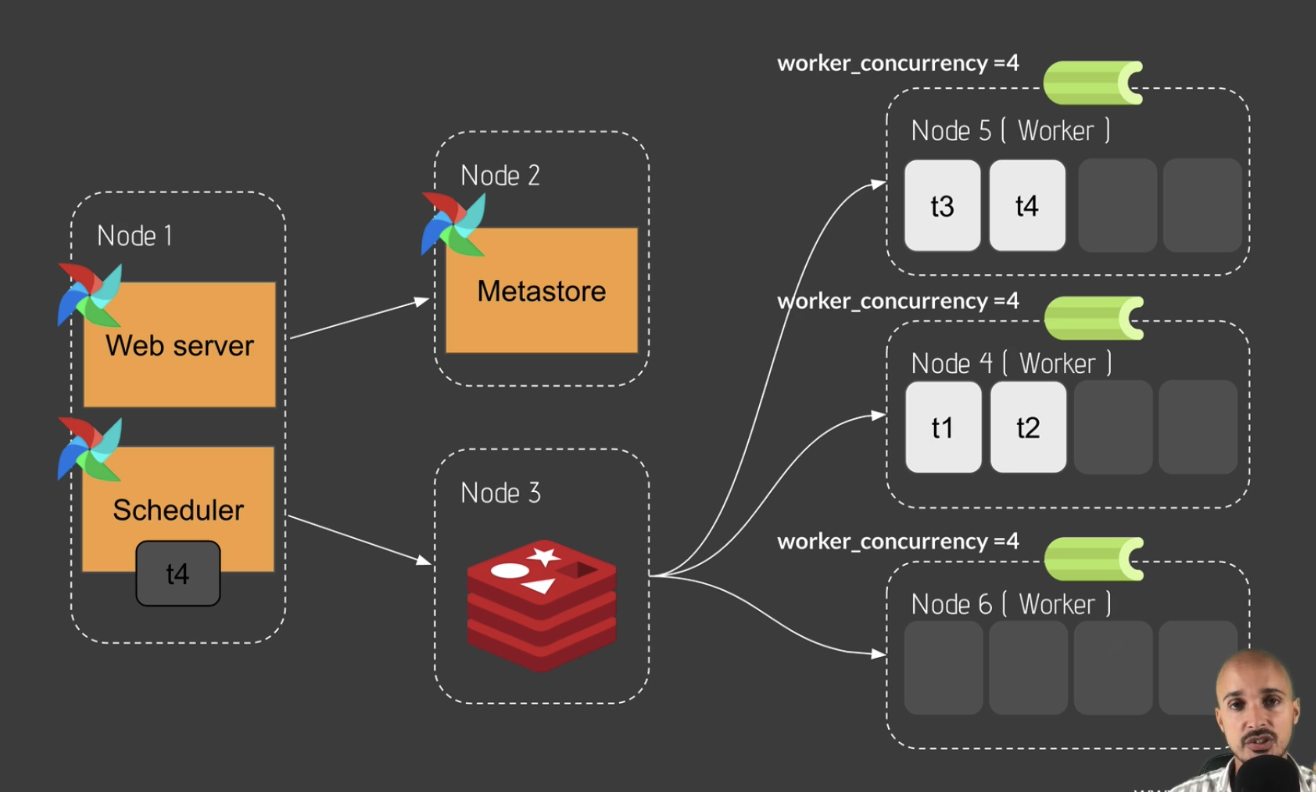 Node 1
Web server
Scheduler
t4
Node 2
Metastore
Node 3
worker_concurrency =4
Node 5 ( Worker )
t3 t4
worker_concurrency =4
Node 4 ( Worker )
t1 t2
worker_concurrency =4
Node 6 ( Worker )